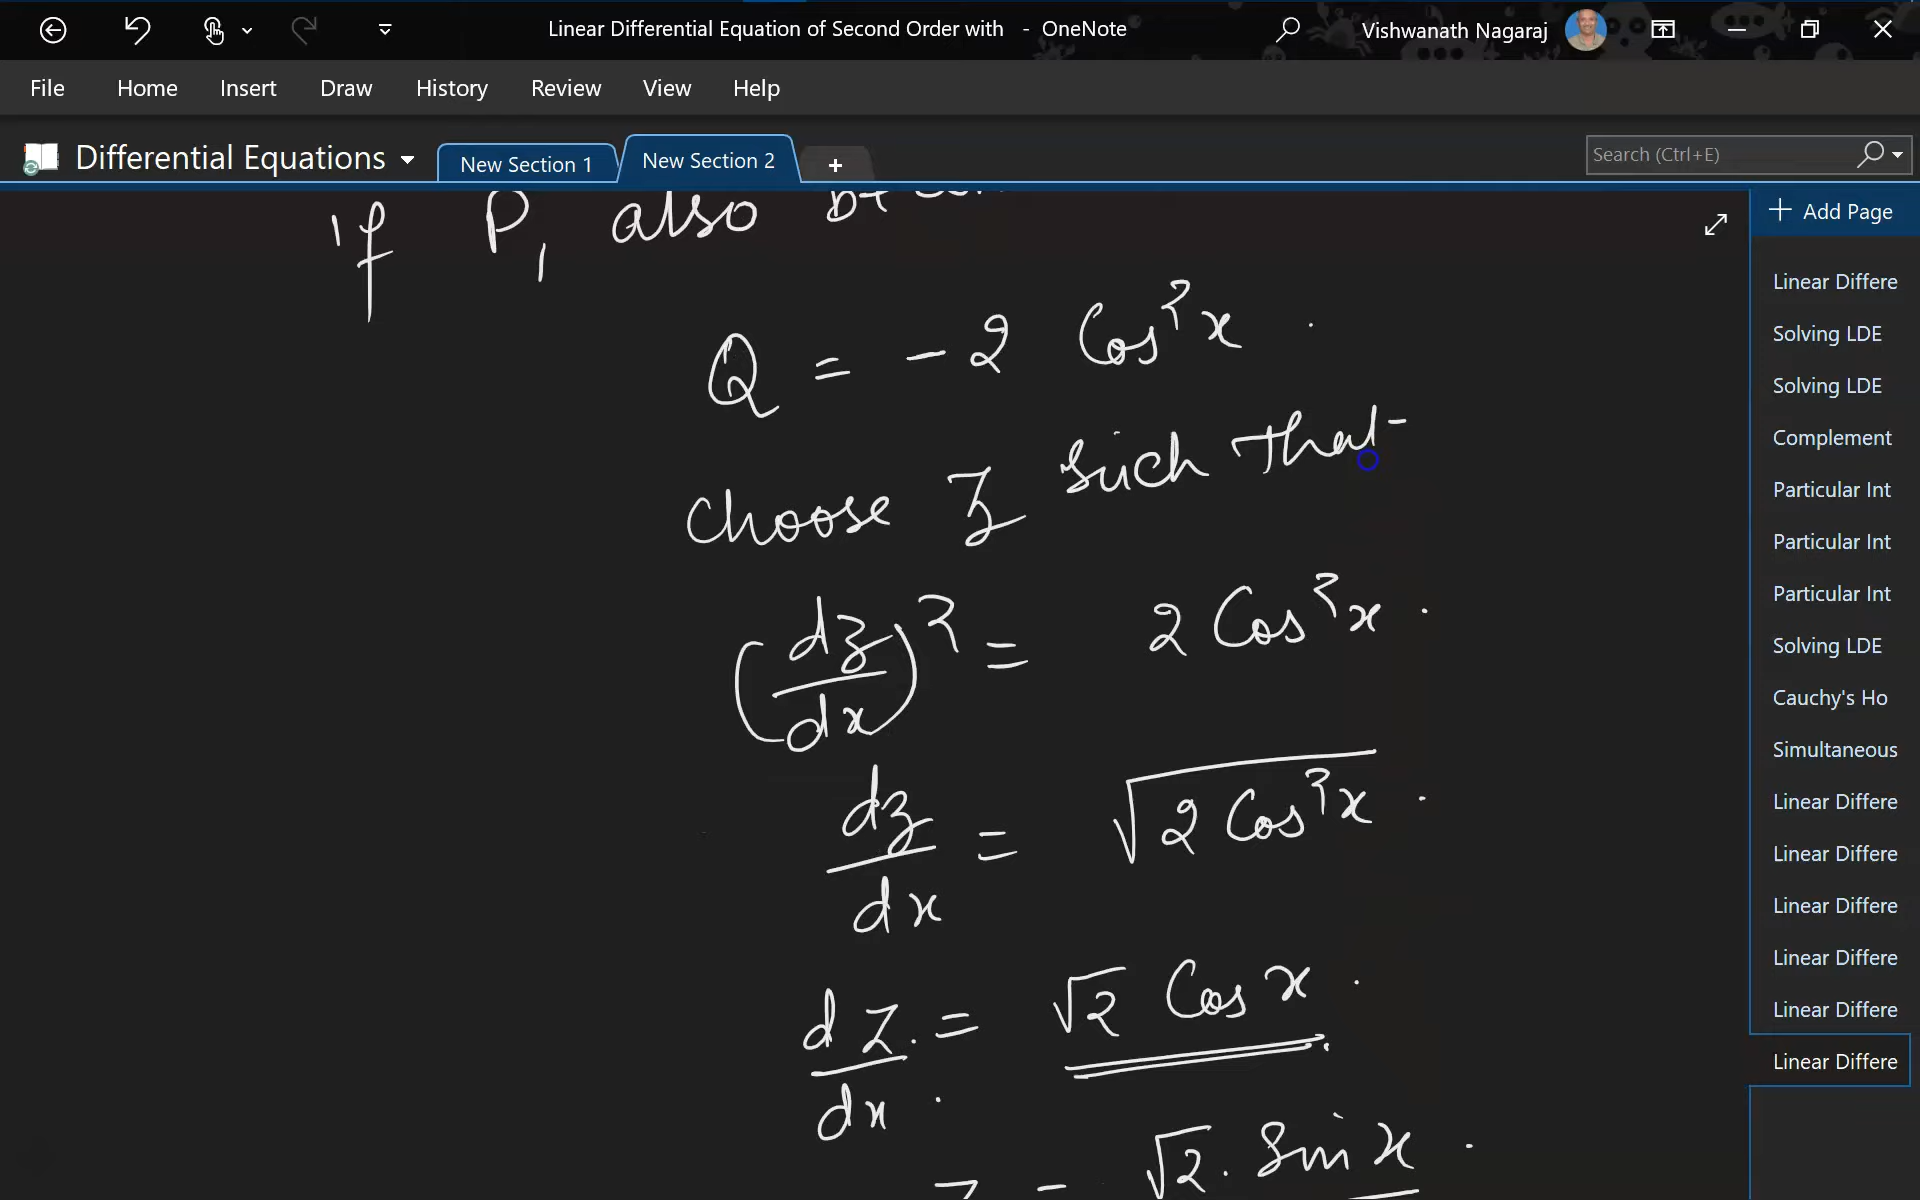 Linear Differential Equation of Second Order with - OneNote
Vishwanath Nagaraj
File Home Insert Draw History Review View Help
Differential Equations
New Section 1
New Section 2
+
Search (Ctrl+E)
if P₁ also
Q = - 2 Cos²x .
Choose z such that
(dz/dx)² = 2 Cos²x .
dz/dx = √(2 Cos²x) .
dz/dx = √2 Cos x .
z = √2 . Sin x .
+ Add Page
Linear Differe
Solving LDE
Solving LDE
Complement
Particular Int
Particular Int
Particular Int
Solving LDE
Cauchy's Ho
Simultaneous
Linear Differe
Linear Differe
Linear Differe
Linear Differe
Linear Differe
Linear Differe